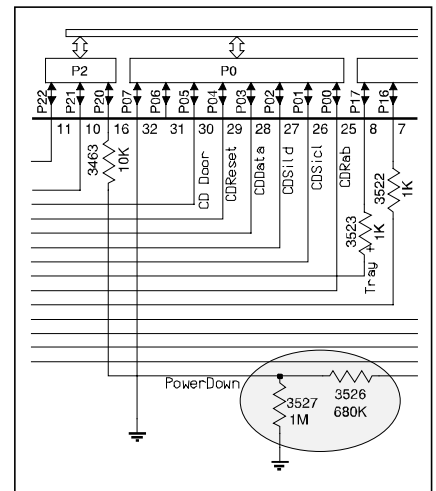 P2
P0
P22
P21
P20
P07
P06
P05
P04
P03
P02
P01
P00
P17
P16
11
10
16
32
31
30
29
28
27
26
25
8
7
3463
10K
CD Door
CDReset
CDData
CDSild
CDSicl
CDRab
Tray +
3523
1K
3522
1K
PowerDown
3527
1M
3526
680K